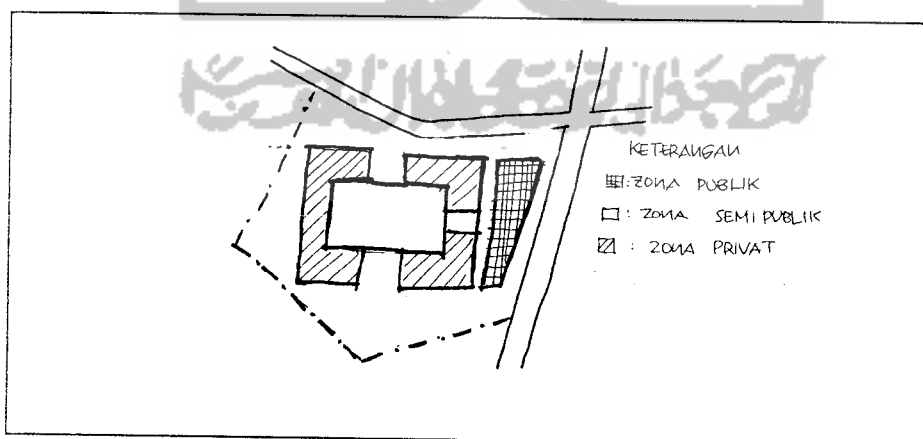 KETERANGAN
: ZONA PUBLIK
: ZONA SEMI PUBLIK
: ZONA PRIVAT